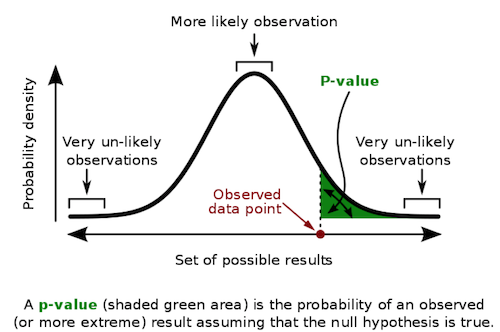 More likely observation
P-value
Probability density
Very un-likely
observations
Very un-likely
observations
Observed
data point
Set of possible results
A p-value (shaded green area) is the probability of an observed
(or more extreme) result assuming that the null hypothesis is true.